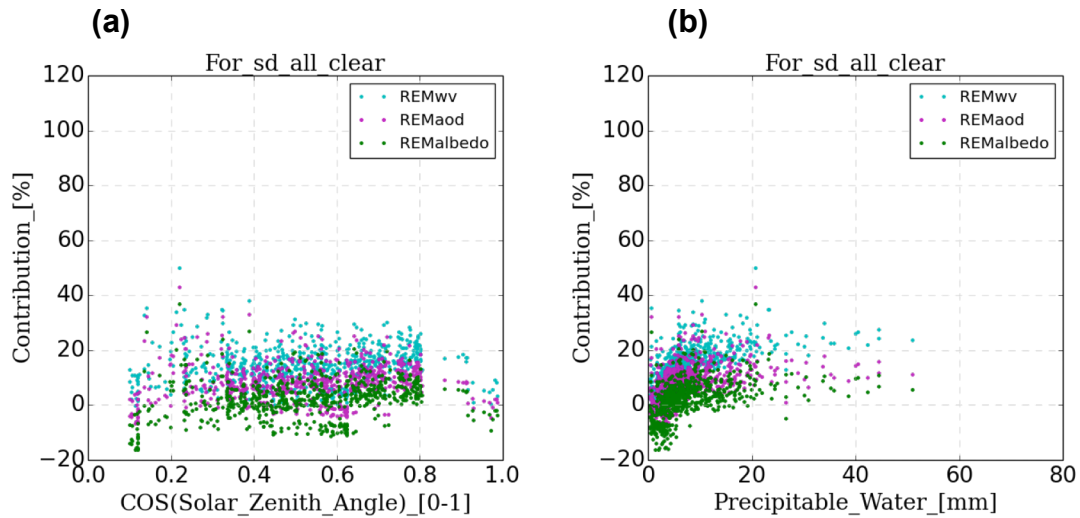 (a)
For_sd_all_clear
120
100
80
60
40
20
0
−20
Contribution_[%]
REMwv
REMaod
REMalbedo
0.0 0.2 0.4 0.6 0.8 1.0
COS(Solar_Zenith_Angle)_[0-1]
(b)
For_sd_all_clear
120
100
80
60
40
20
0
−20
Contribution_[%]
REMwv
REMaod
REMalbedo
0 20 40 60 80
Precipitable_Water_[mm]